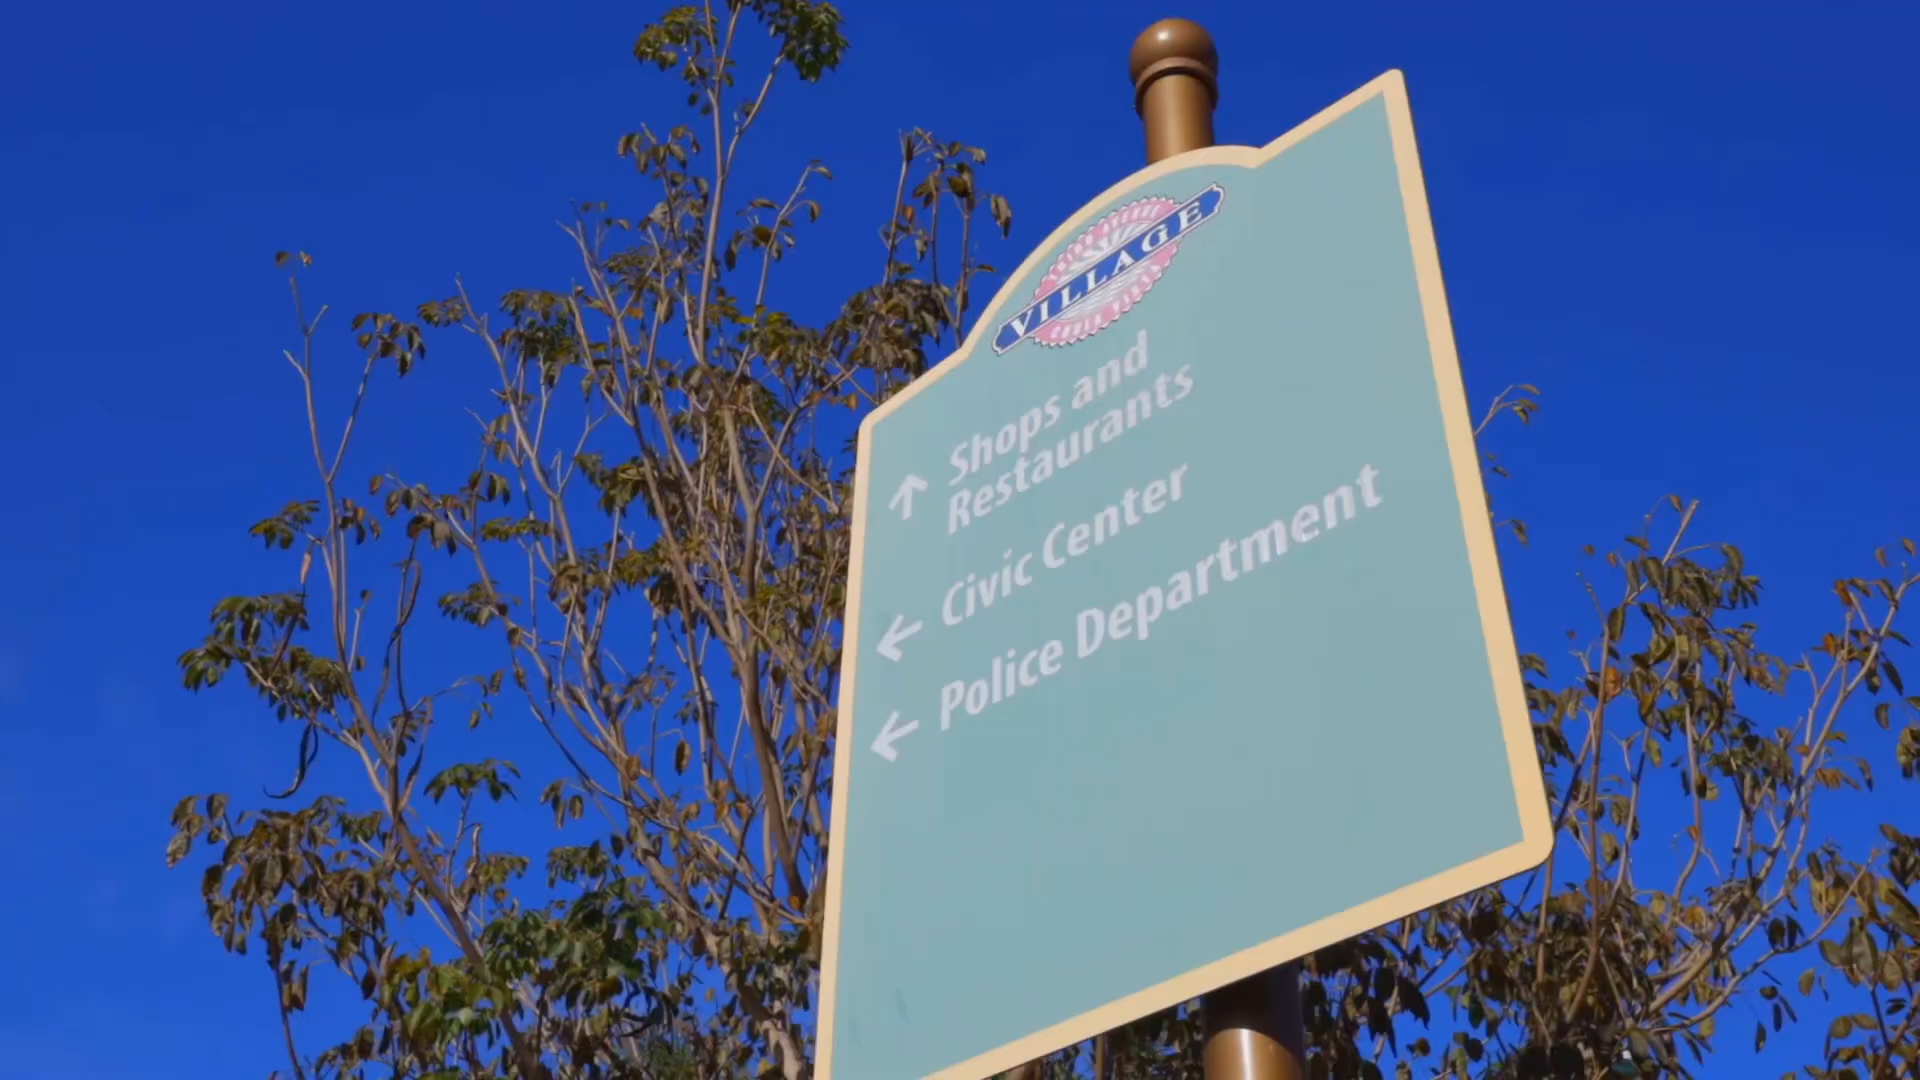 VILLAGE
Shops and
Restaurants
Civic Center
Police Department